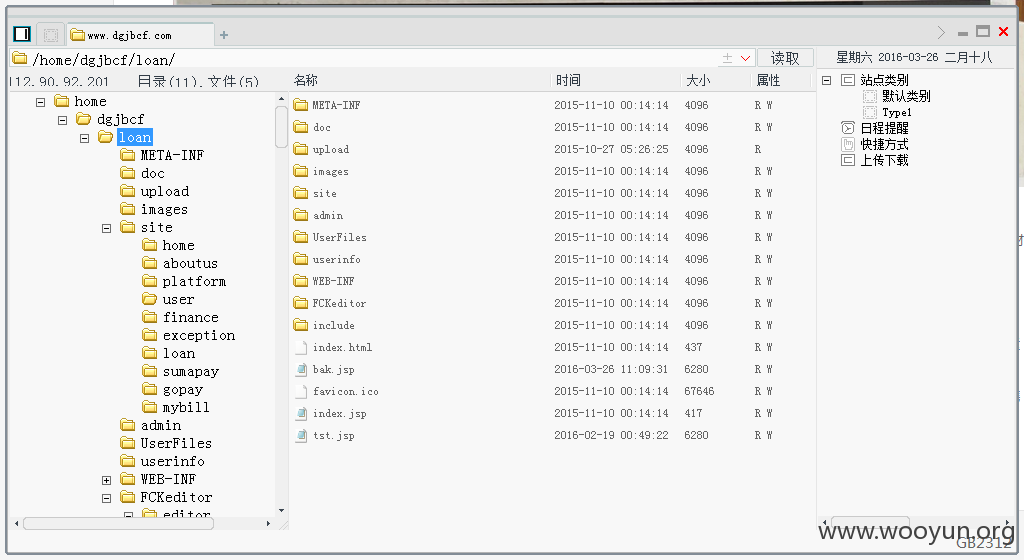 www.dgjbcf.com
/home/dgjbcf/loan/
读取
星期六 2016-03-26 二月十八
112.90.92.201 目录(11),文件(5)
home
dgjbcf
loan
META-INF
doc
upload
images
site
home
aboutus
platform
user
finance
exception
loan
sumapay
gopay
mybill
admin
UserFiles
userinfo
WEB-INF
FCKeditor
editor
名称 时间 大小 属性
META-INF 2015-11-10 00:14:14 4096 R W
doc 2015-11-10 00:14:14 4096 R W
upload 2015-10-27 05:26:25 4096 R
images 2015-11-10 00:14:14 4096 R W
site 2015-11-10 00:14:14 4096 R W
admin 2015-11-10 00:14:14 4096 R W
UserFiles 2015-11-10 00:14:14 4096 R W
userinfo 2015-11-10 00:14:14 4096 R W
WEB-INF 2015-11-10 00:14:14 4096 R W
FCKeditor 2015-11-10 00:14:14 4096 R W
include 2015-11-10 00:14:14 4096 R W
index.html 2015-11-10 00:14:14 437 R W
bak.jsp 2016-03-26 11:09:31 6280 R W
favicon.ico 2015-11-10 00:14:14 67646 R W
index.jsp 2015-11-10 00:14:14 417 R W
tst.jsp 2016-02-19 00:49:22 6280 R W
站点类别
默认类别
Type1
日程提醒
快捷方式
上传下载
www.wooyun.org
GB2312